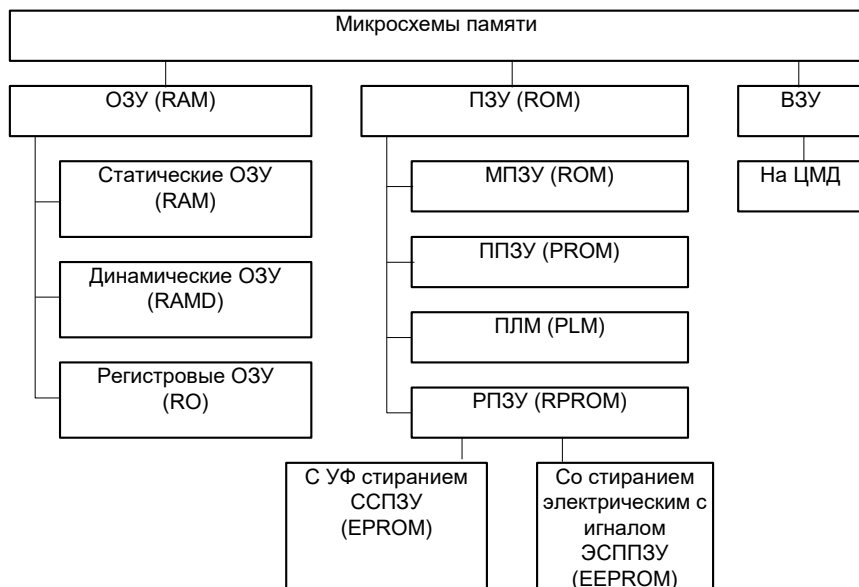 Микросхемы памяти
ОЗУ (RAM)
ПЗУ (ROM)
ВЗУ
Статические ОЗУ
(RAM)
МПЗУ (ROM)
На ЦМД
Динамические ОЗУ
(RAMD)
ППЗУ (PROM)
ПЛМ (PLM)
Регистровые ОЗУ
(RO)
РПЗУ (RPROM)
С УФ стиранием
ССПЗУ
(EPROM)
Со стиранием
электрическим с
игналом
ЭСППЗУ
(EEPROM)